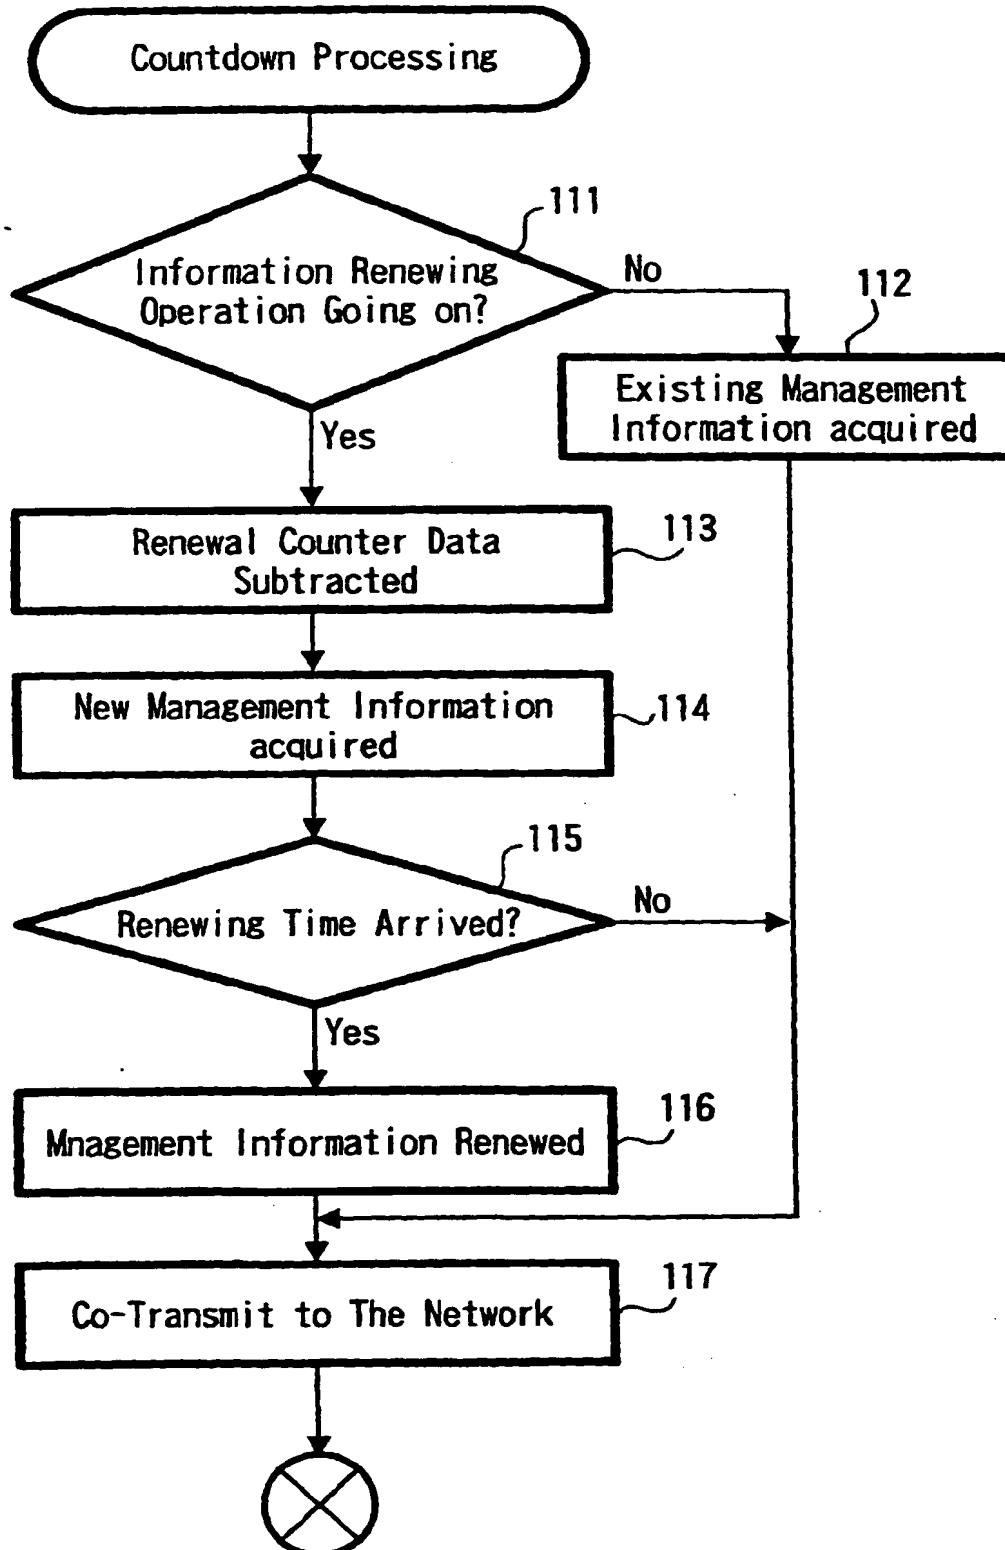 Countdown Processing
111
Information Renewing
Operation Going on?
No
112
Existing Management
Information acquired
Yes
113
Renewal Counter Data
Subtracted
114
New Management Information
acquired
115
Renewing Time Arrived?
No
Yes
116
Mnagement Information Renewed
117
Co-Transmit to The Network